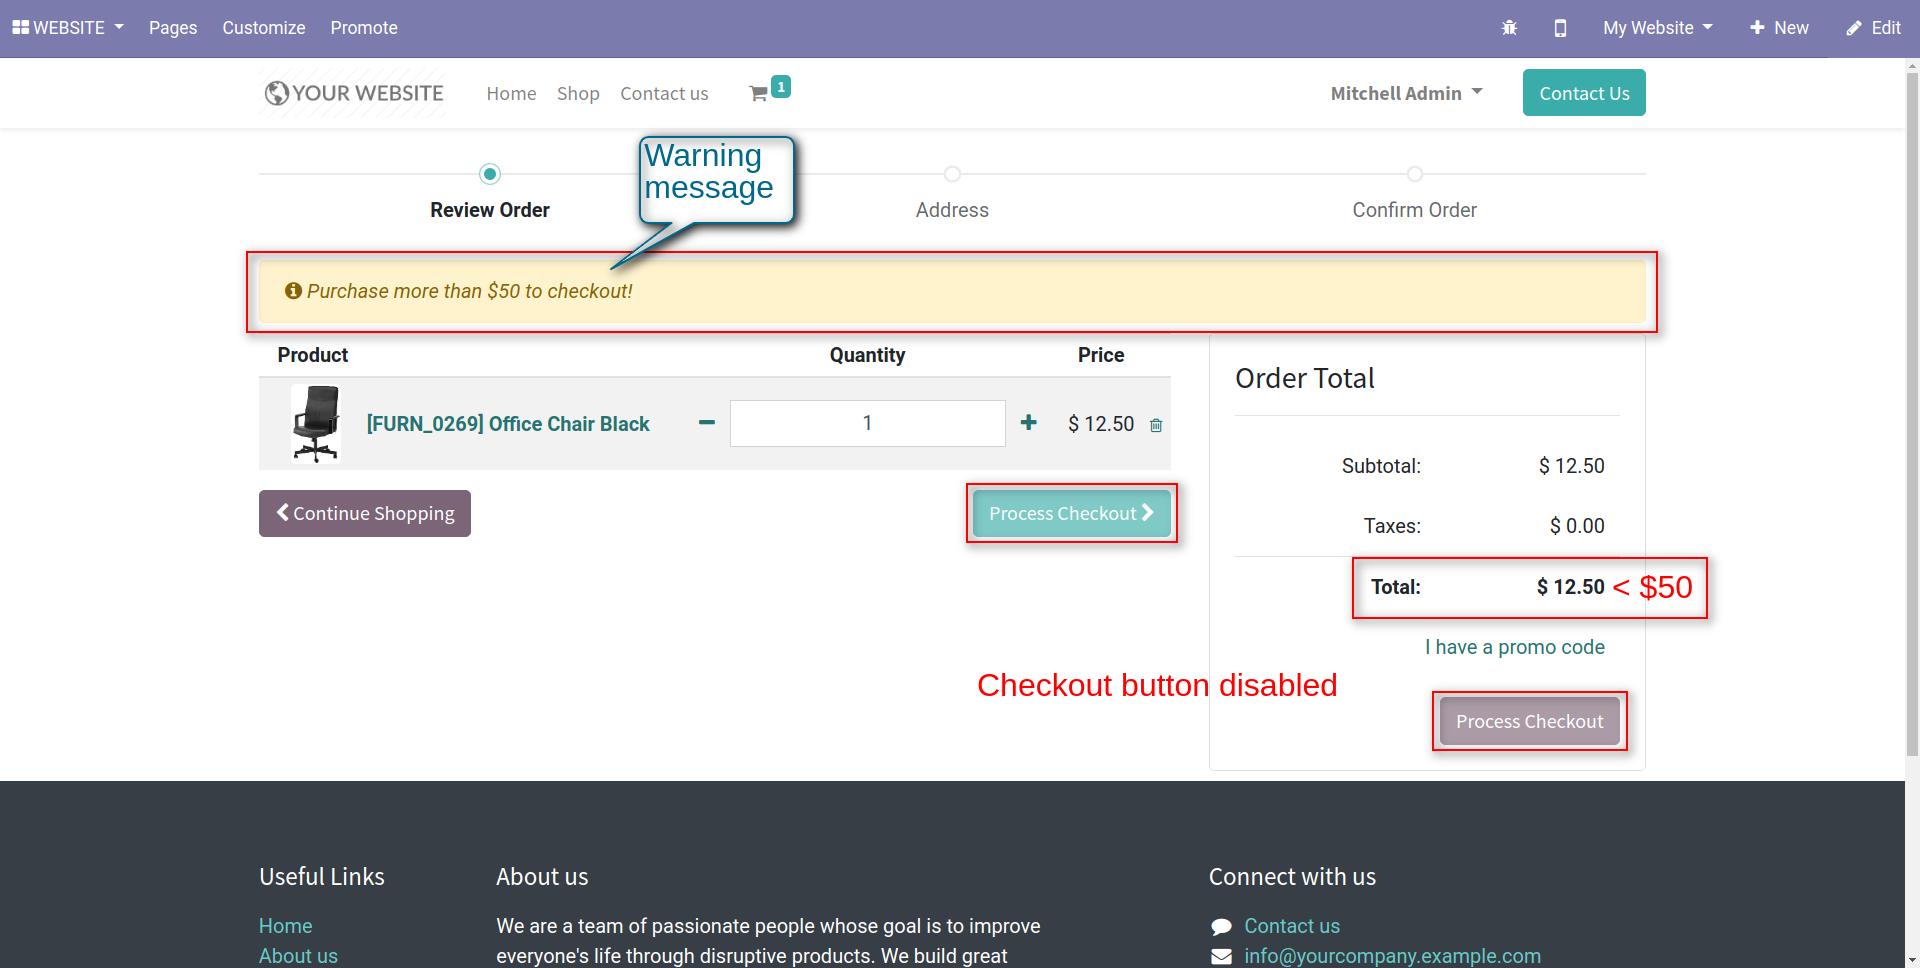 WEBSITE Pages Customize Promote My Website New Edit
YOUR WEBSITE Home Shop Contact us 1 Mitchell Admin Contact Us
Warning
message
Review Order Address Confirm Order
Purchase more than $50 to checkout!
Product Quantity Price
Order Total
[FURN_0269] Office Chair Black 1 $ 12.50
Subtotal: $ 12.50
Continue Shopping Process Checkout
Taxes: $ 0.00
Total: $ 12.50 < $50
I have a promo code
Checkout button disabled
Process Checkout
Useful Links About us Connect with us
Home We are a team of passionate people whose goal is to improve Contact us
About us everyone's life through disruptive products. We build great info@yourcompany.example.com